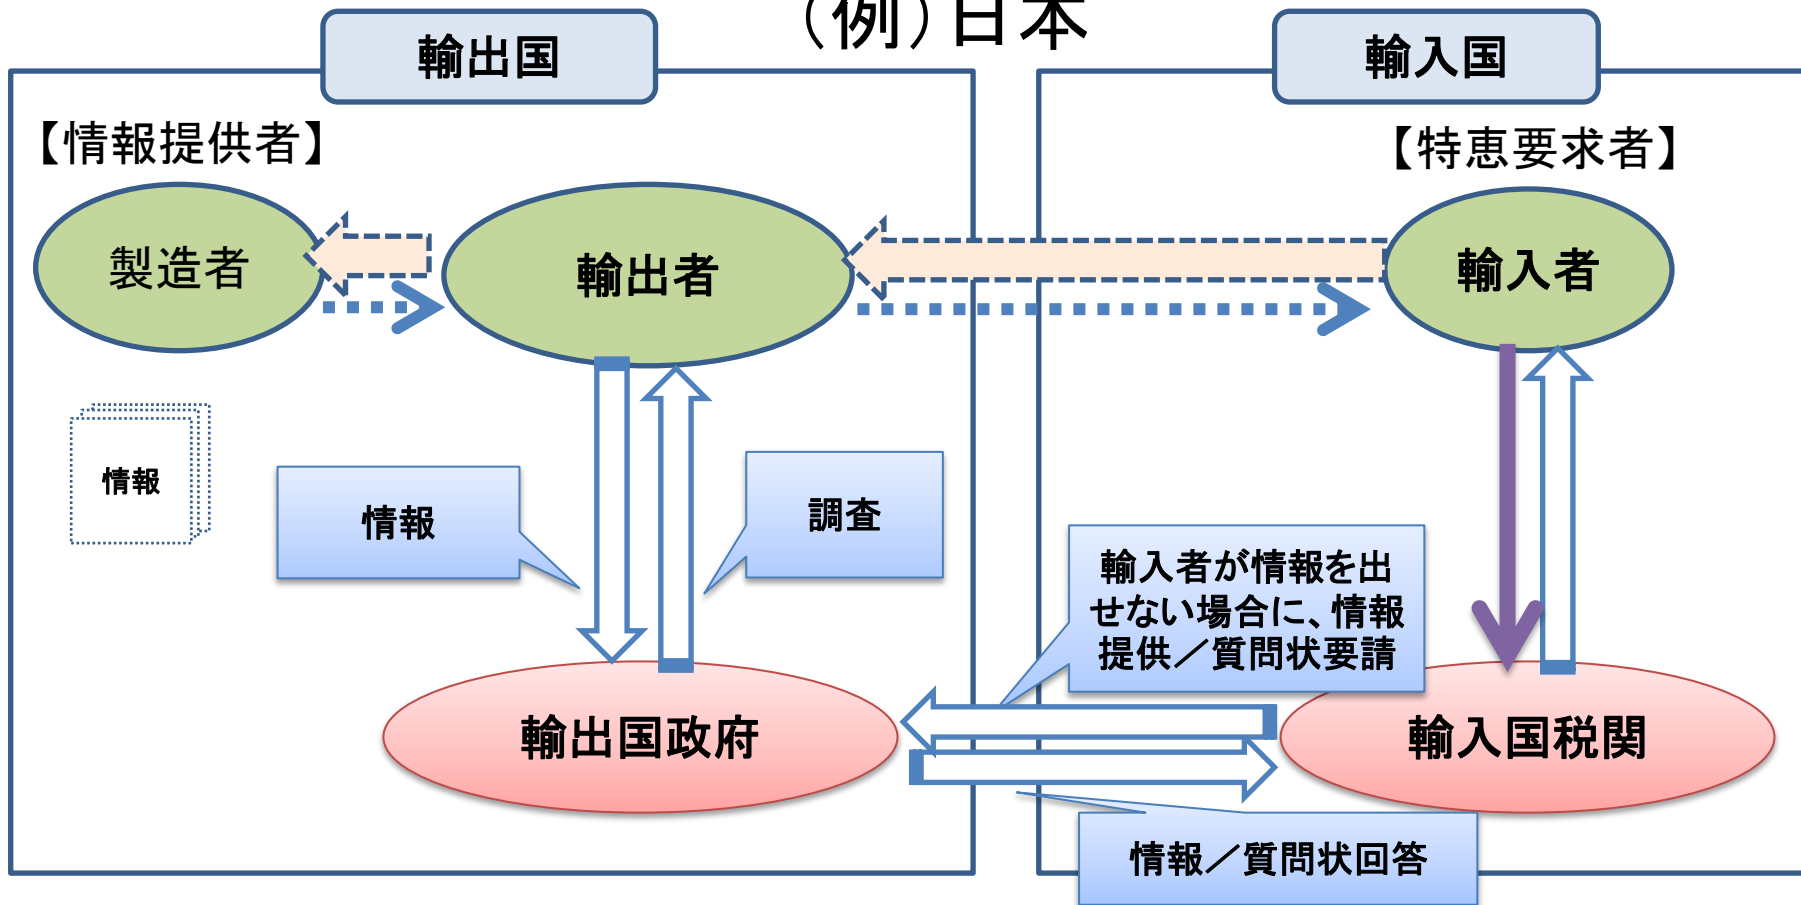 （例）日本
輸出国
輸入国
【情報提供者】
【特恵要求者】
製造者
輸出者
輸入者
情報
情報
調査
輸入者が情報を出
せない場合に、情報
提供／質問状要請
輸出国政府
輸入国税関
情報／質問状回答